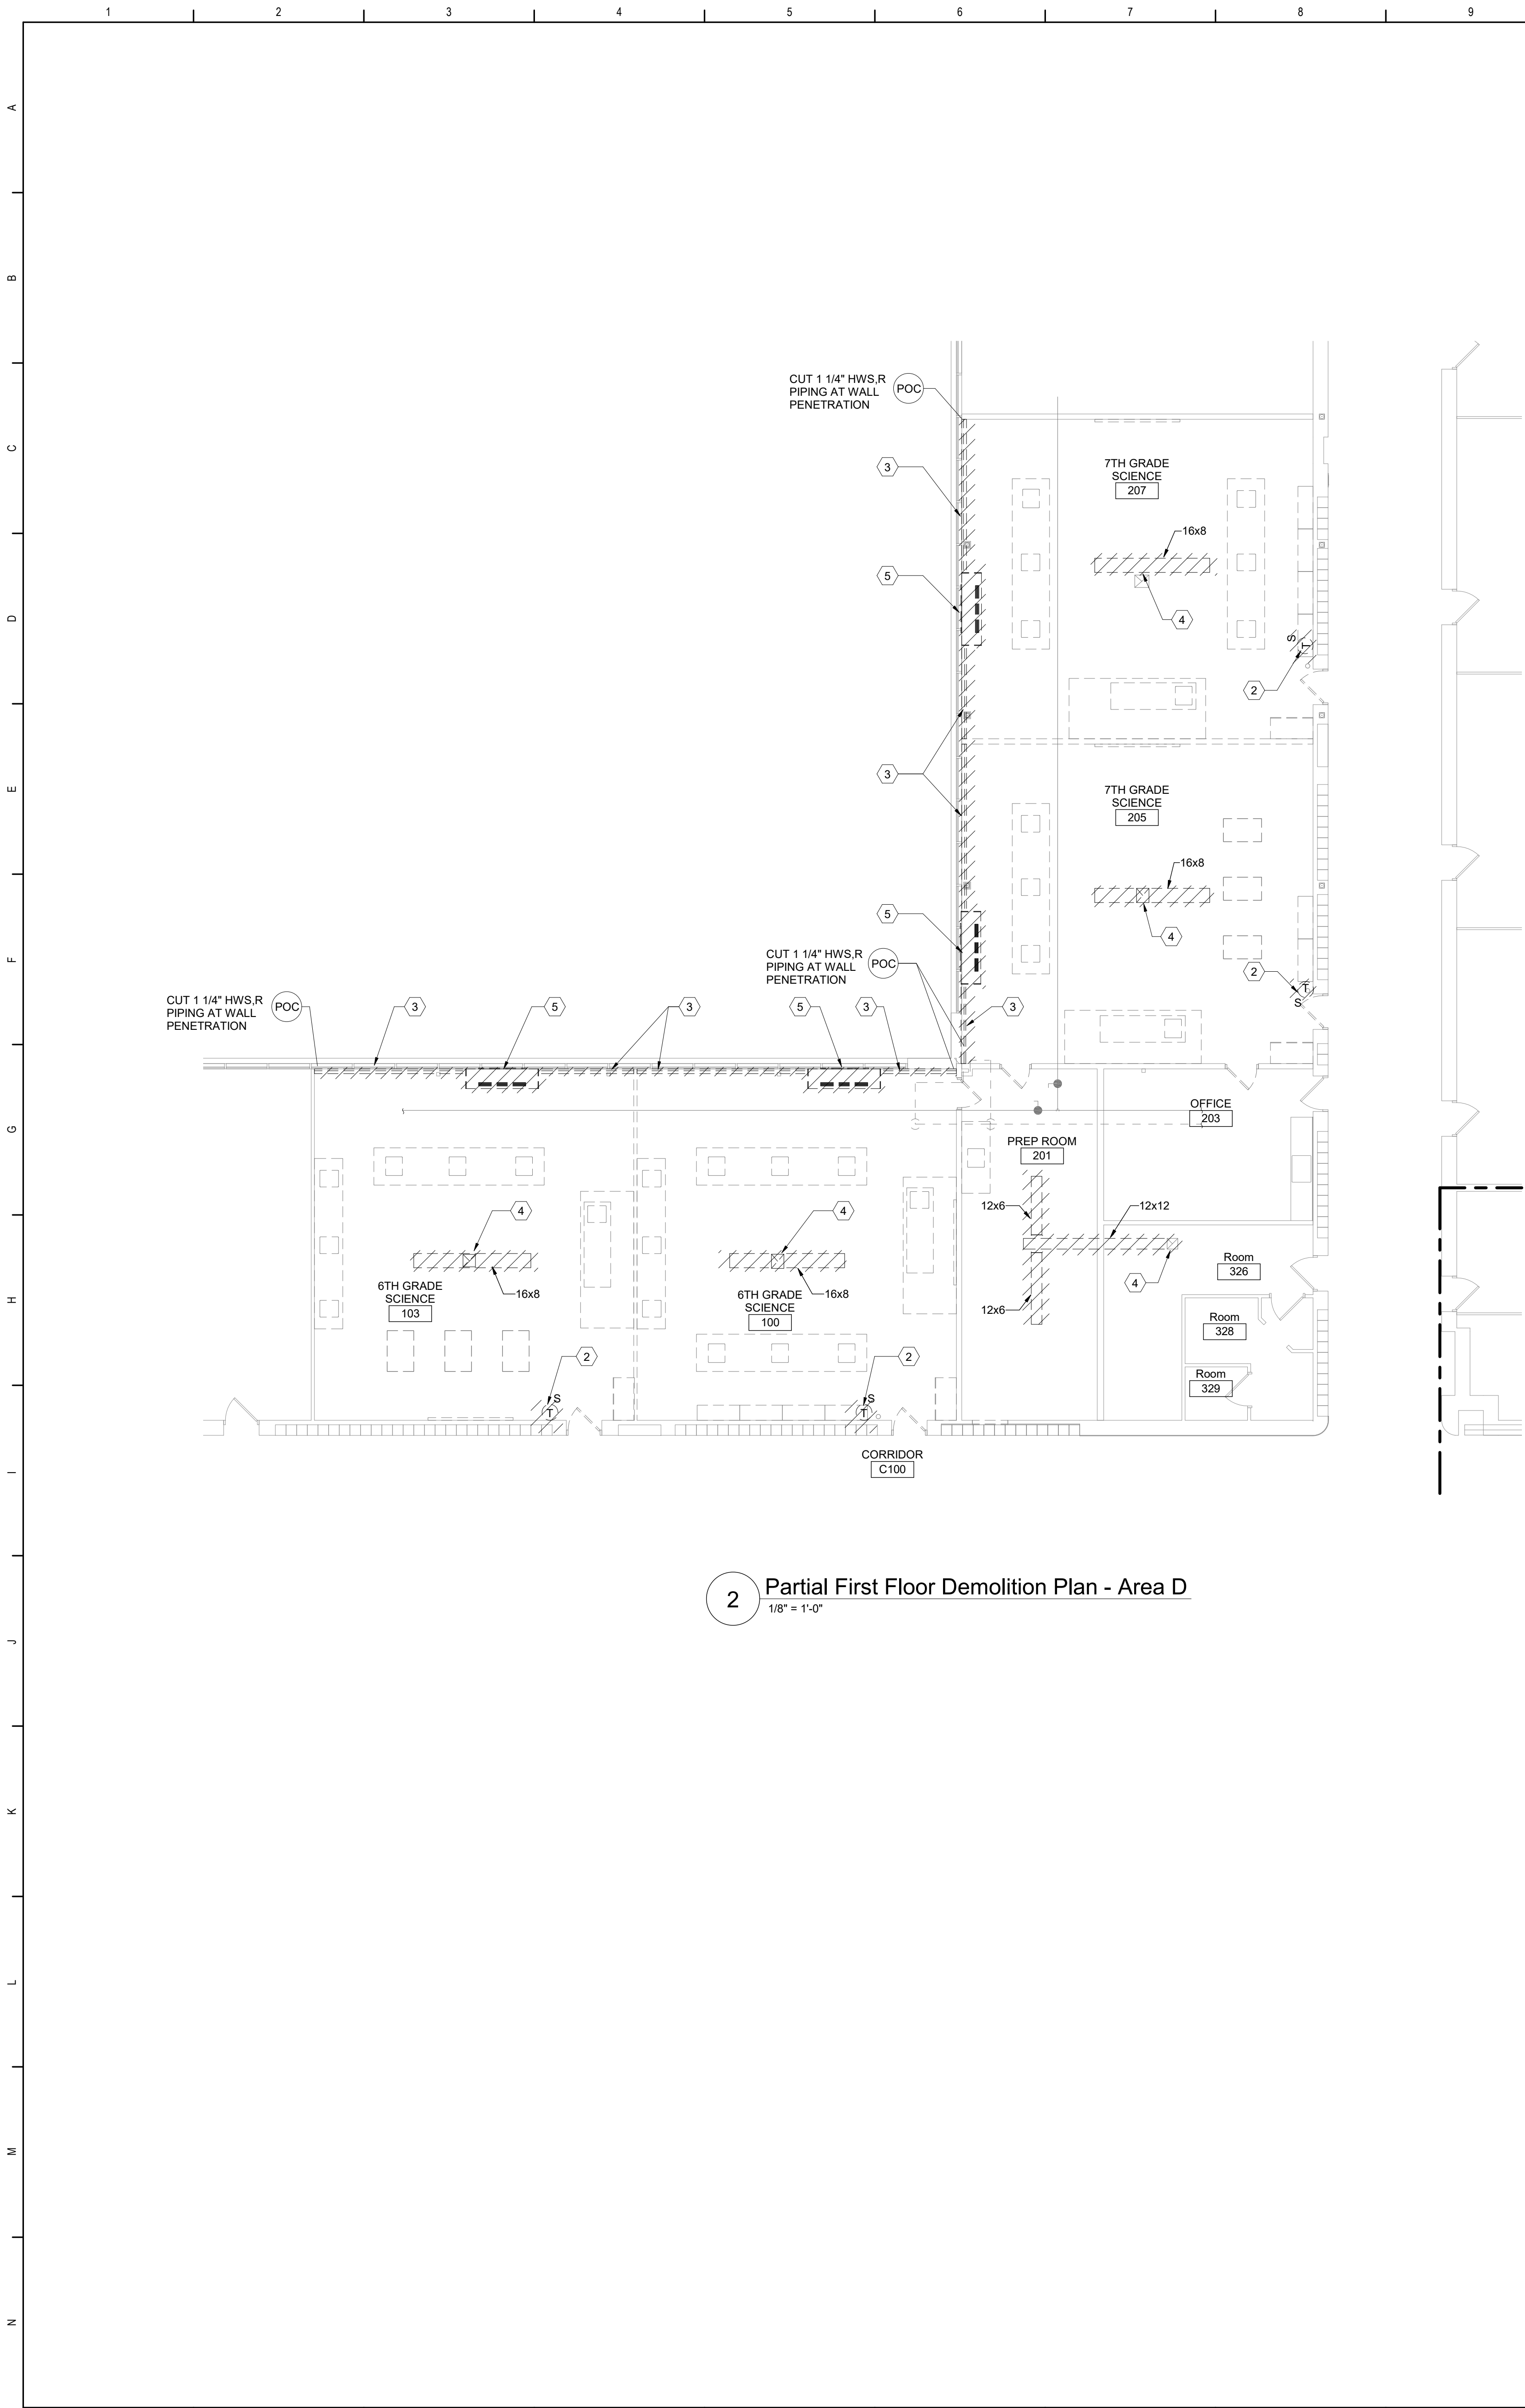 1 2 3 4 5 6 7 8 9
A
B
C
D
E
F
G
H
I
J
K
L
M
N
CUT 1 1/4" HWS,R
PIPING AT WALL
PENETRATION
POC
3
7TH GRADE
SCIENCE
207
16x8
5
4
S
T
2
3
7TH GRADE
SCIENCE
205
16x8
5
4
CUT 1 1/4" HWS,R
PIPING AT WALL
PENETRATION
POC
2
T
S
CUT 1 1/4" HWS,R
PIPING AT WALL
PENETRATION
POC
3
5
3
5
3
3
OFFICE
203
PREP ROOM
201
4
4
12x6
12x12
Room
326
4
6TH GRADE
SCIENCE
103
16x8
6TH GRADE
SCIENCE
100
16x8
12x6
Room
328
2
2
Room
329
S
T
S
T
CORRIDOR
C100
2
Partial First Floor Demolition Plan - Area D
1/8" = 1'-0"